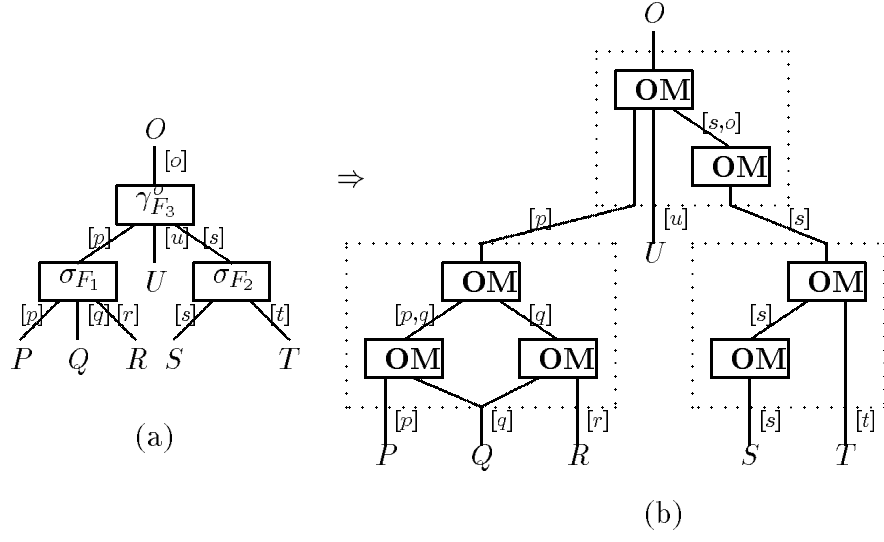 O
[o]
γ^o_{F_3}
[p] [u] [s]
σ_{F_1} U σ_{F_2}
[p] [q] [r] [s] [t]
P Q R S T
(a)
⇒
O
OM
[s,o]
OM
[p] [u] [s]
U
OM OM
[p,q] [q] [s]
OM OM OM
[p] [q] [r] [s] [t]
P Q R S T
(b)